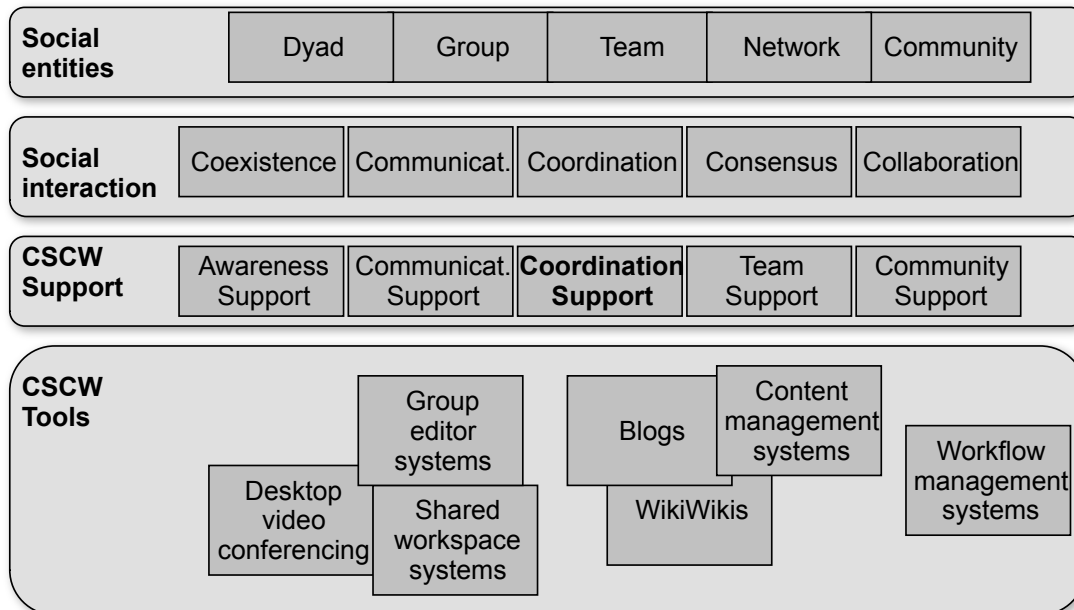 Social
entities
Dyad
Group
Team
Network
Community
Social
interaction
Coexistence
Communicat.
Coordination
Consensus
Collaboration
CSCW
Support
Awareness
Support
Communicat.
Support
Coordination
Support
Team
Support
Community
Support
CSCW
Tools
Group
editor
systems
Blogs
Content
management
systems
Workflow
management
systems
Desktop
video
conferencing
Shared
workspace
systems
WikiWikis